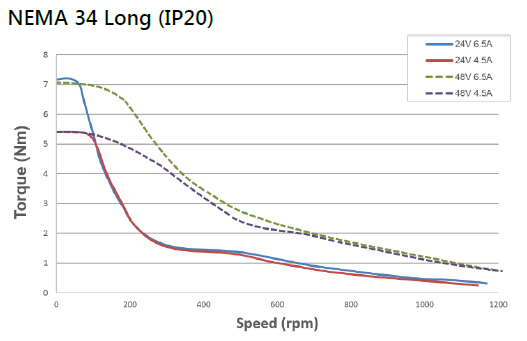 NEMA 34 Long (IP20)
24V 6.5A
24V 4.5A
48V 6.5A
48V 4.5A
8
7
6
5
4
3
2
1
0
Torque (Nm)
0 200 400 600 800 1000 1200
Speed (rpm)